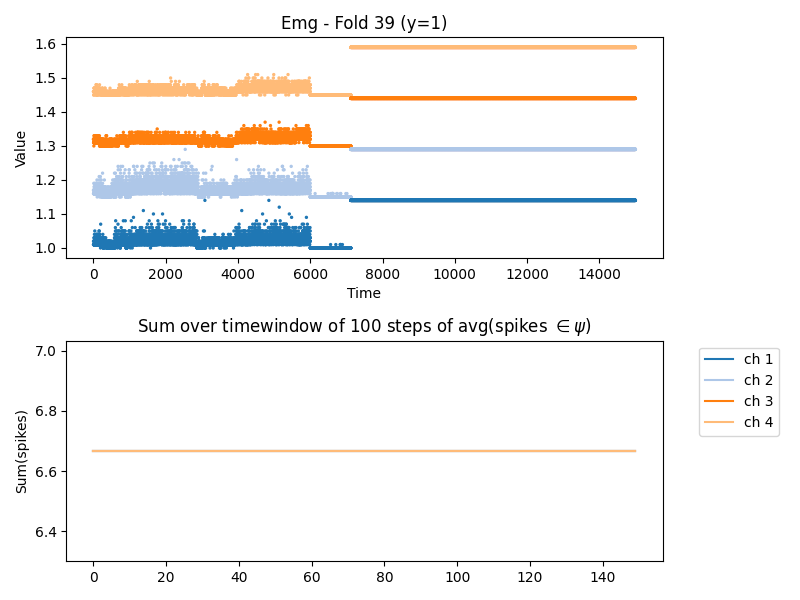 Emg - Fold 39 (y=1)
1.6
1.5
1.4
1.3
1.2
1.1
1.0
Value
0 2000 4000 6000 8000 10000 12000 14000
Time
Sum over timewindow of 100 steps of avg(spikes ∈ ψ)
7.0
6.8
6.6
6.4
Sum(spikes)
0 20 40 60 80 100 120 140
ch 1
ch 2
ch 3
ch 4